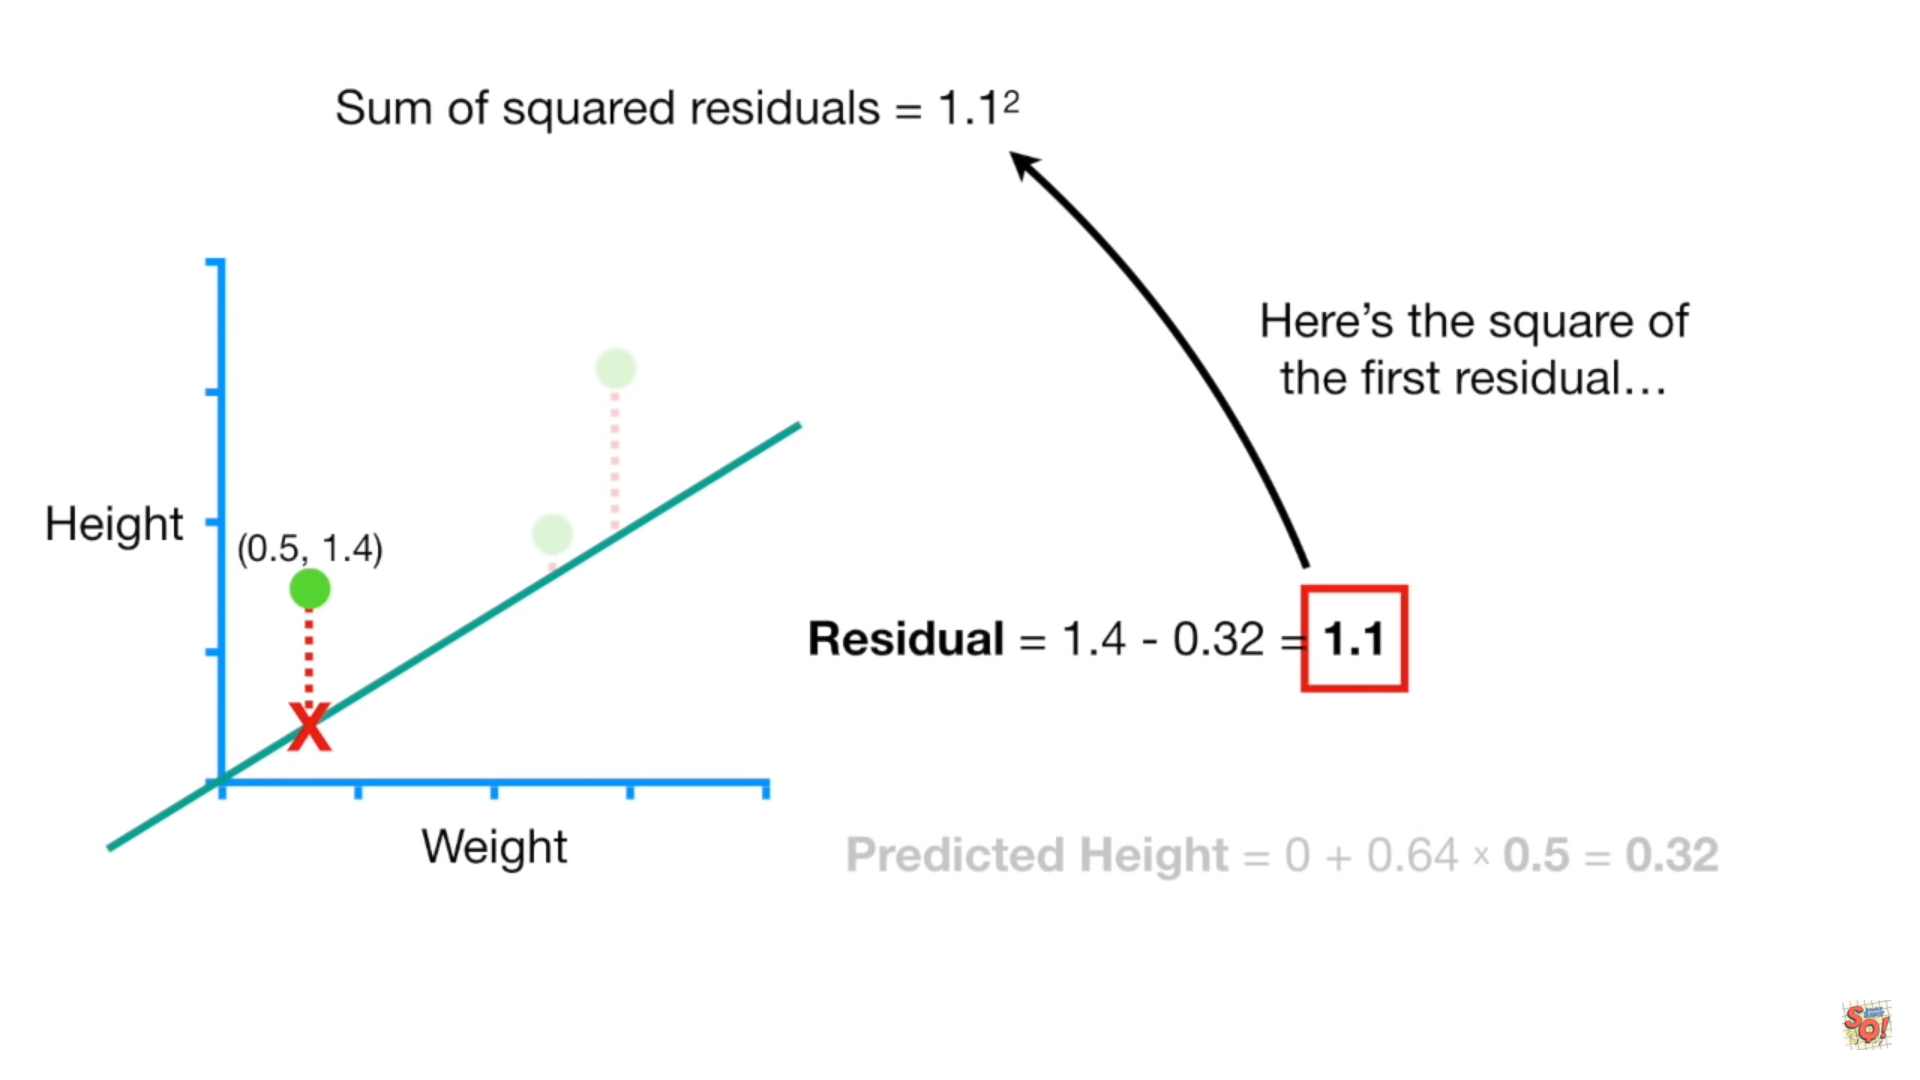 Sum of squared residuals = 1.1²
Here’s the square of
the first residual…
Height
(0.5, 1.4)
X
Residual = 1.4 - 0.32 = 1.1
Weight
Predicted Height = 0 + 0.64 × 0.5 = 0.32
SQ!